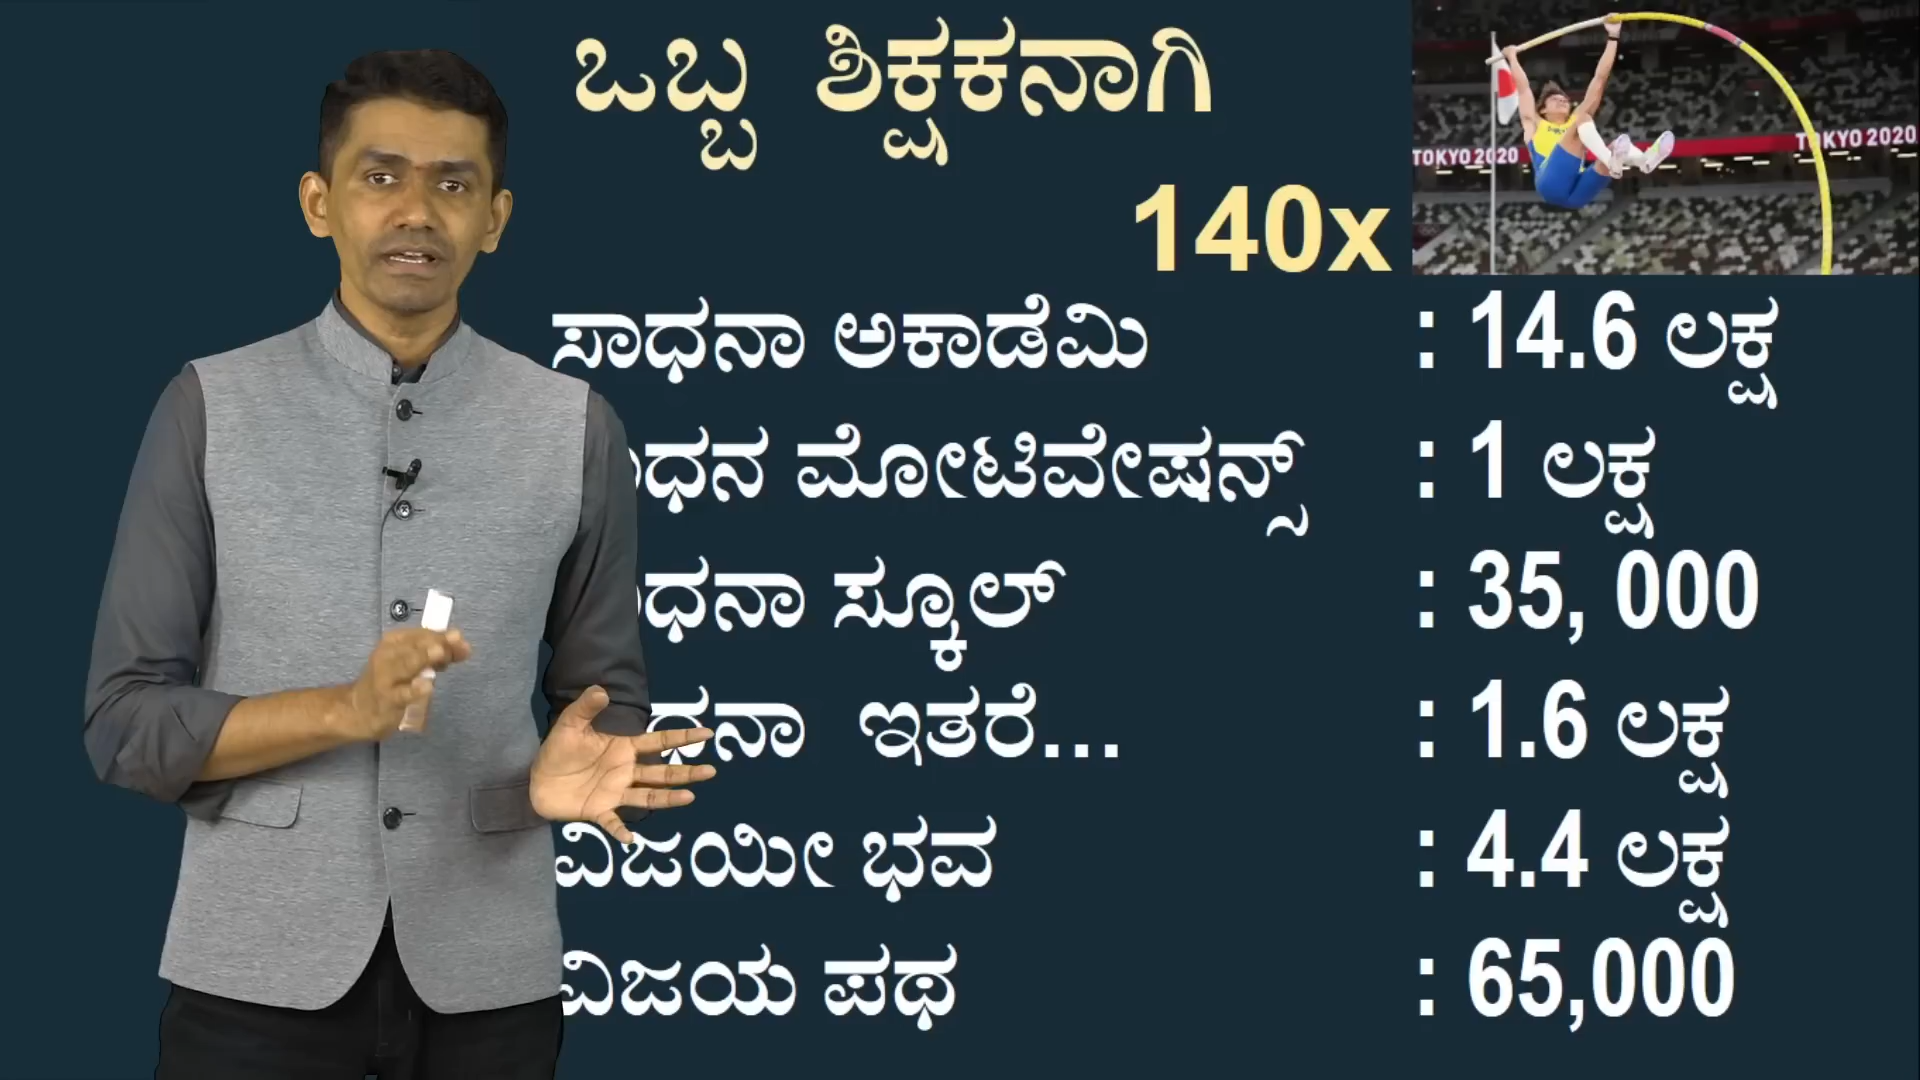 ಒಬ್ಬ ಶಿಕ್ಷಕನಾಗಿ
140x
TOKYO 2020
TOKYO 2020
ಸಾಧನಾ ಅಕಾಡೆಮಿ : 14.6 ಲಕ್ಷ
ಧನ ಮೋಟಿವೇಷನ್ಸ್ : 1 ಲಕ್ಷ
ಧನಾ ಸ್ಕೂಲ್ : 35, 000
ಧನಾ ಇತರೆ... : 1.6 ಲಕ್ಷ
ವಿಜಯೀ ಭವ : 4.4 ಲಕ್ಷ
ವಿಜಯ ಪಥ : 65,000